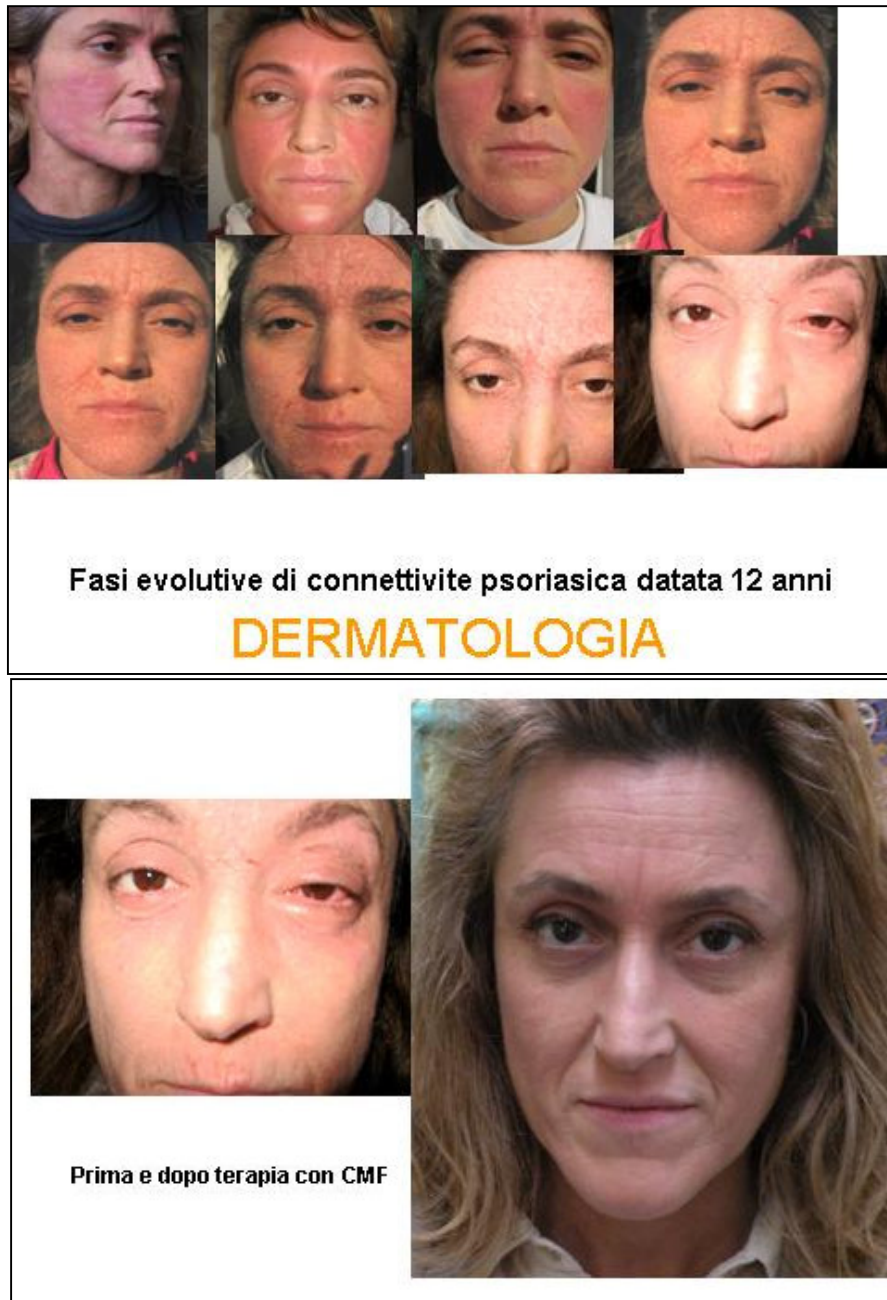 Fasi evolutive di connettivite psoriasica datata 12 anni
DERMATOLOGIA
Prima e dopo terapia con CMF